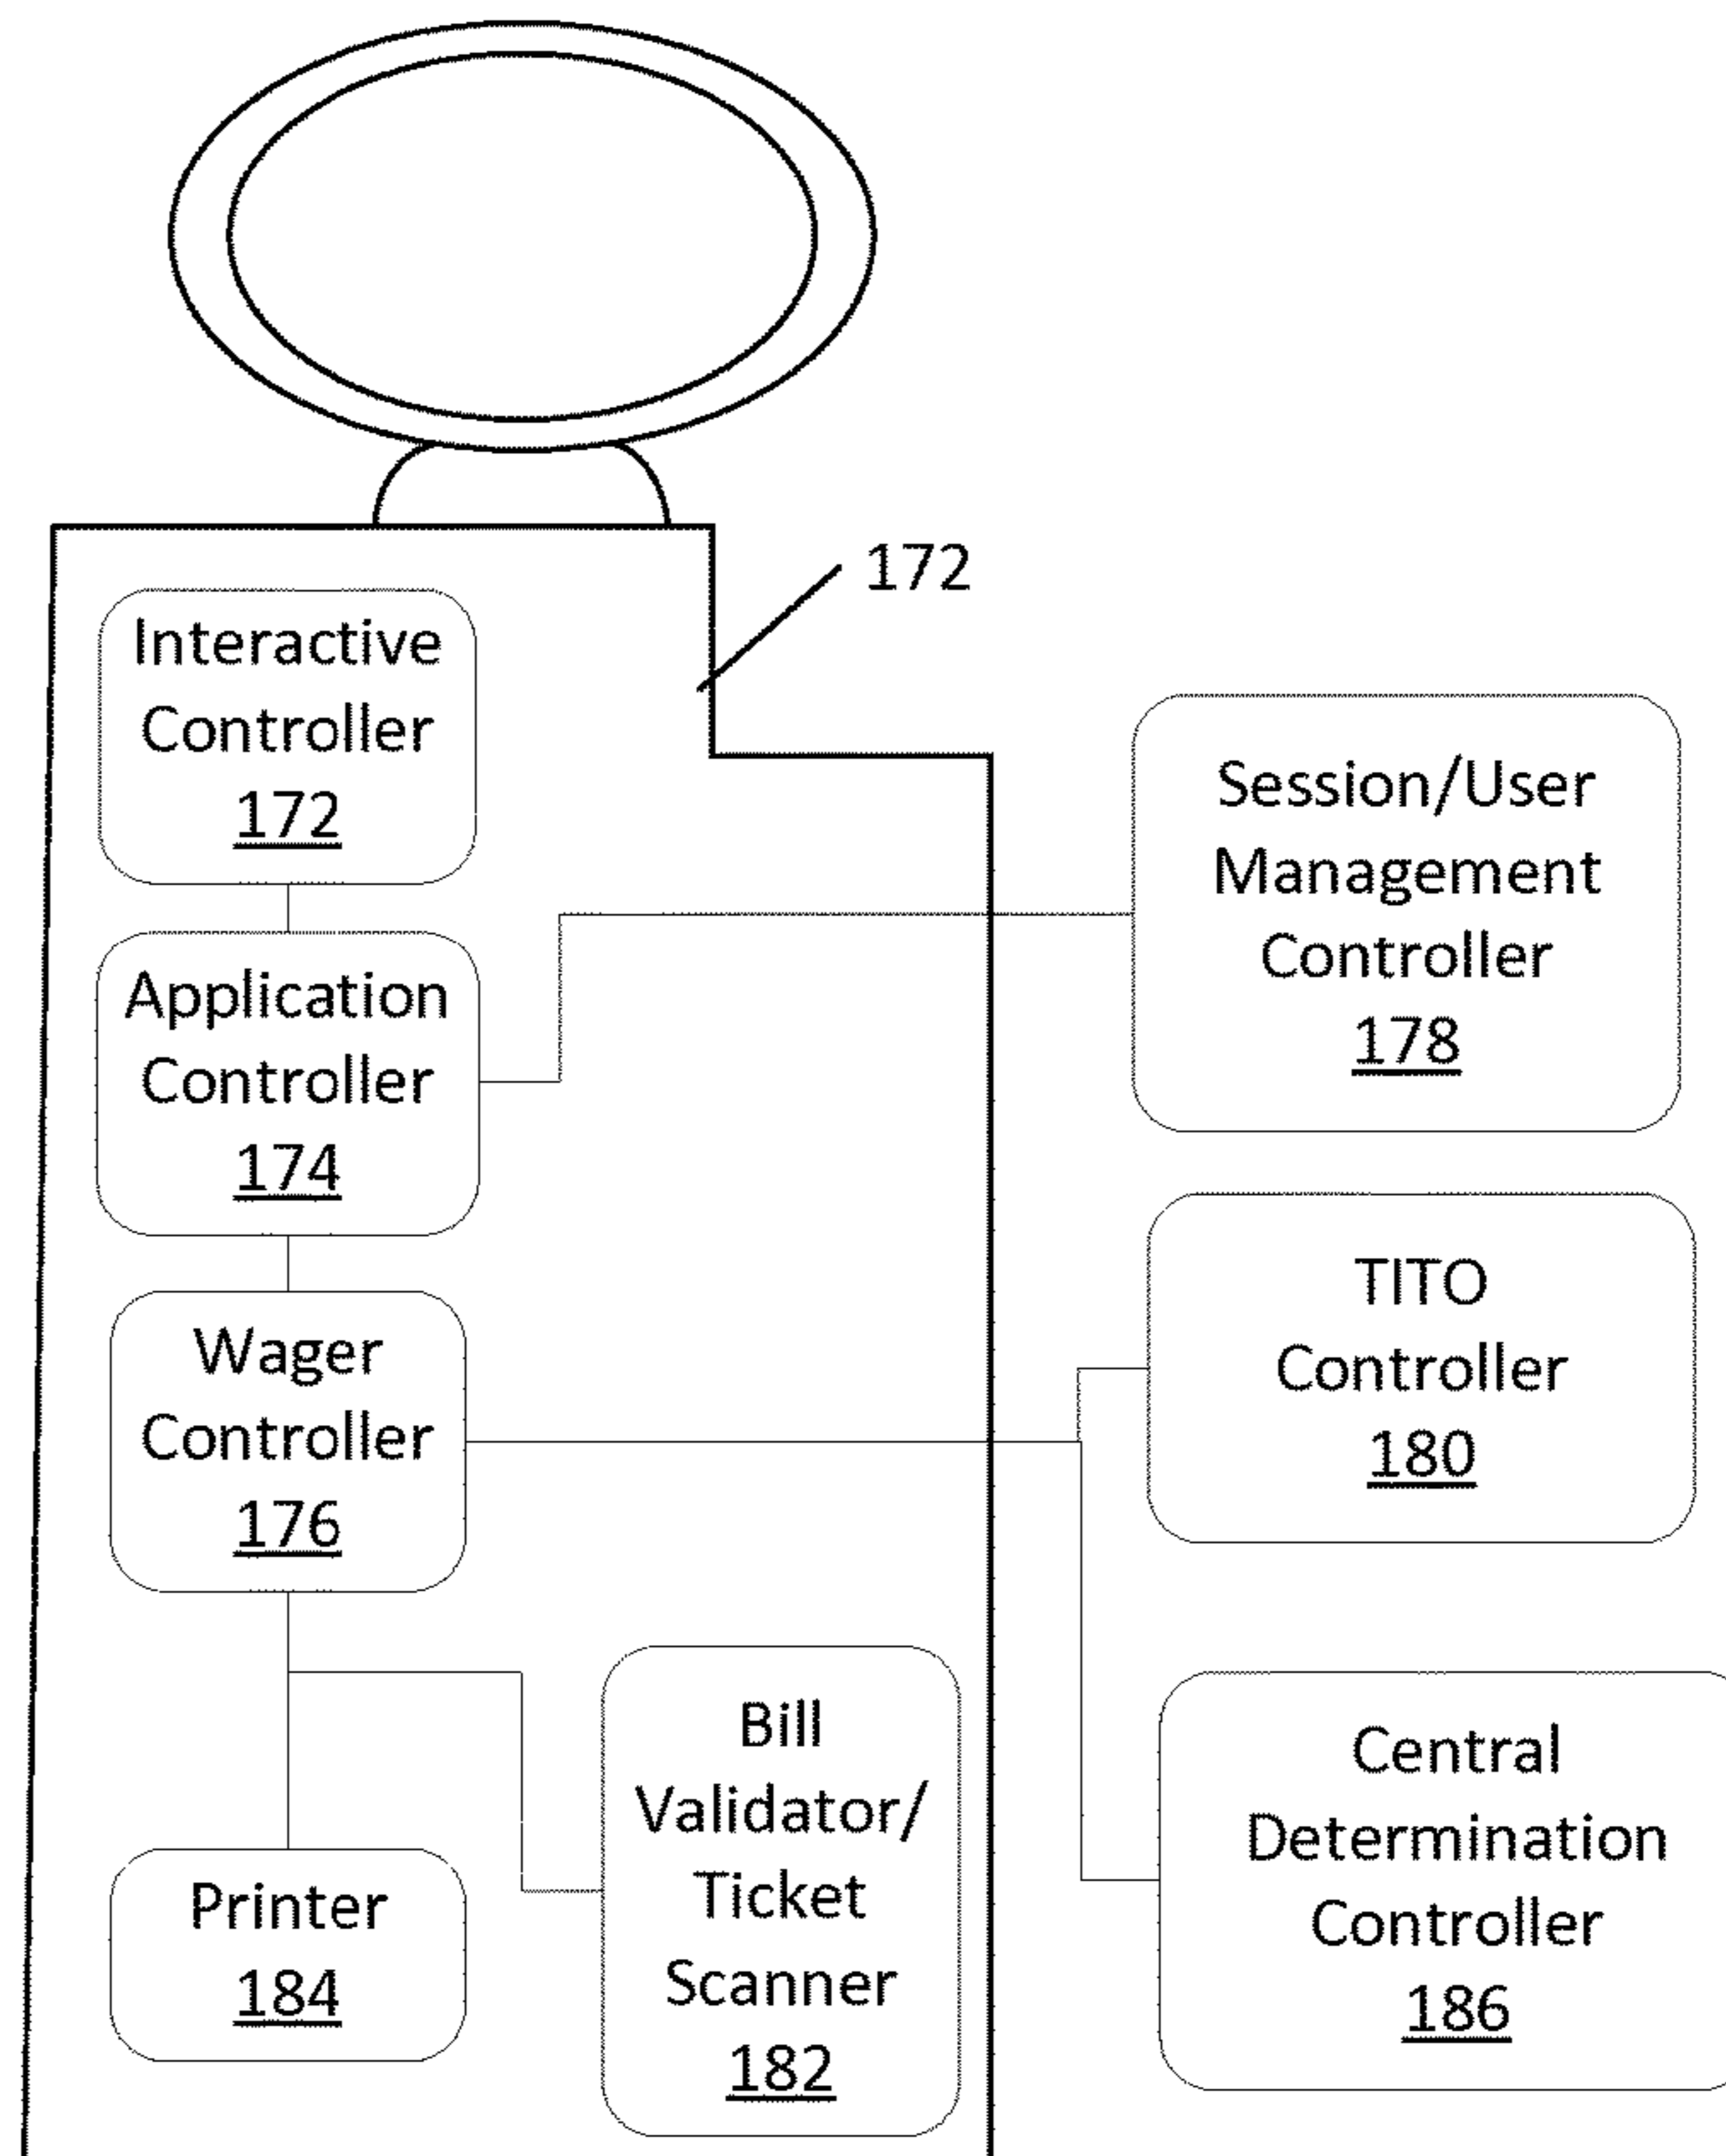 172
Interactive
Controller
172
Application
Controller
174
Wager
Controller
176
Printer
184
Bill
Validator/
Ticket
Scanner
182
Session/User
Management
Controller
178
TITO
Controller
180
Central
Determination
Controller
186